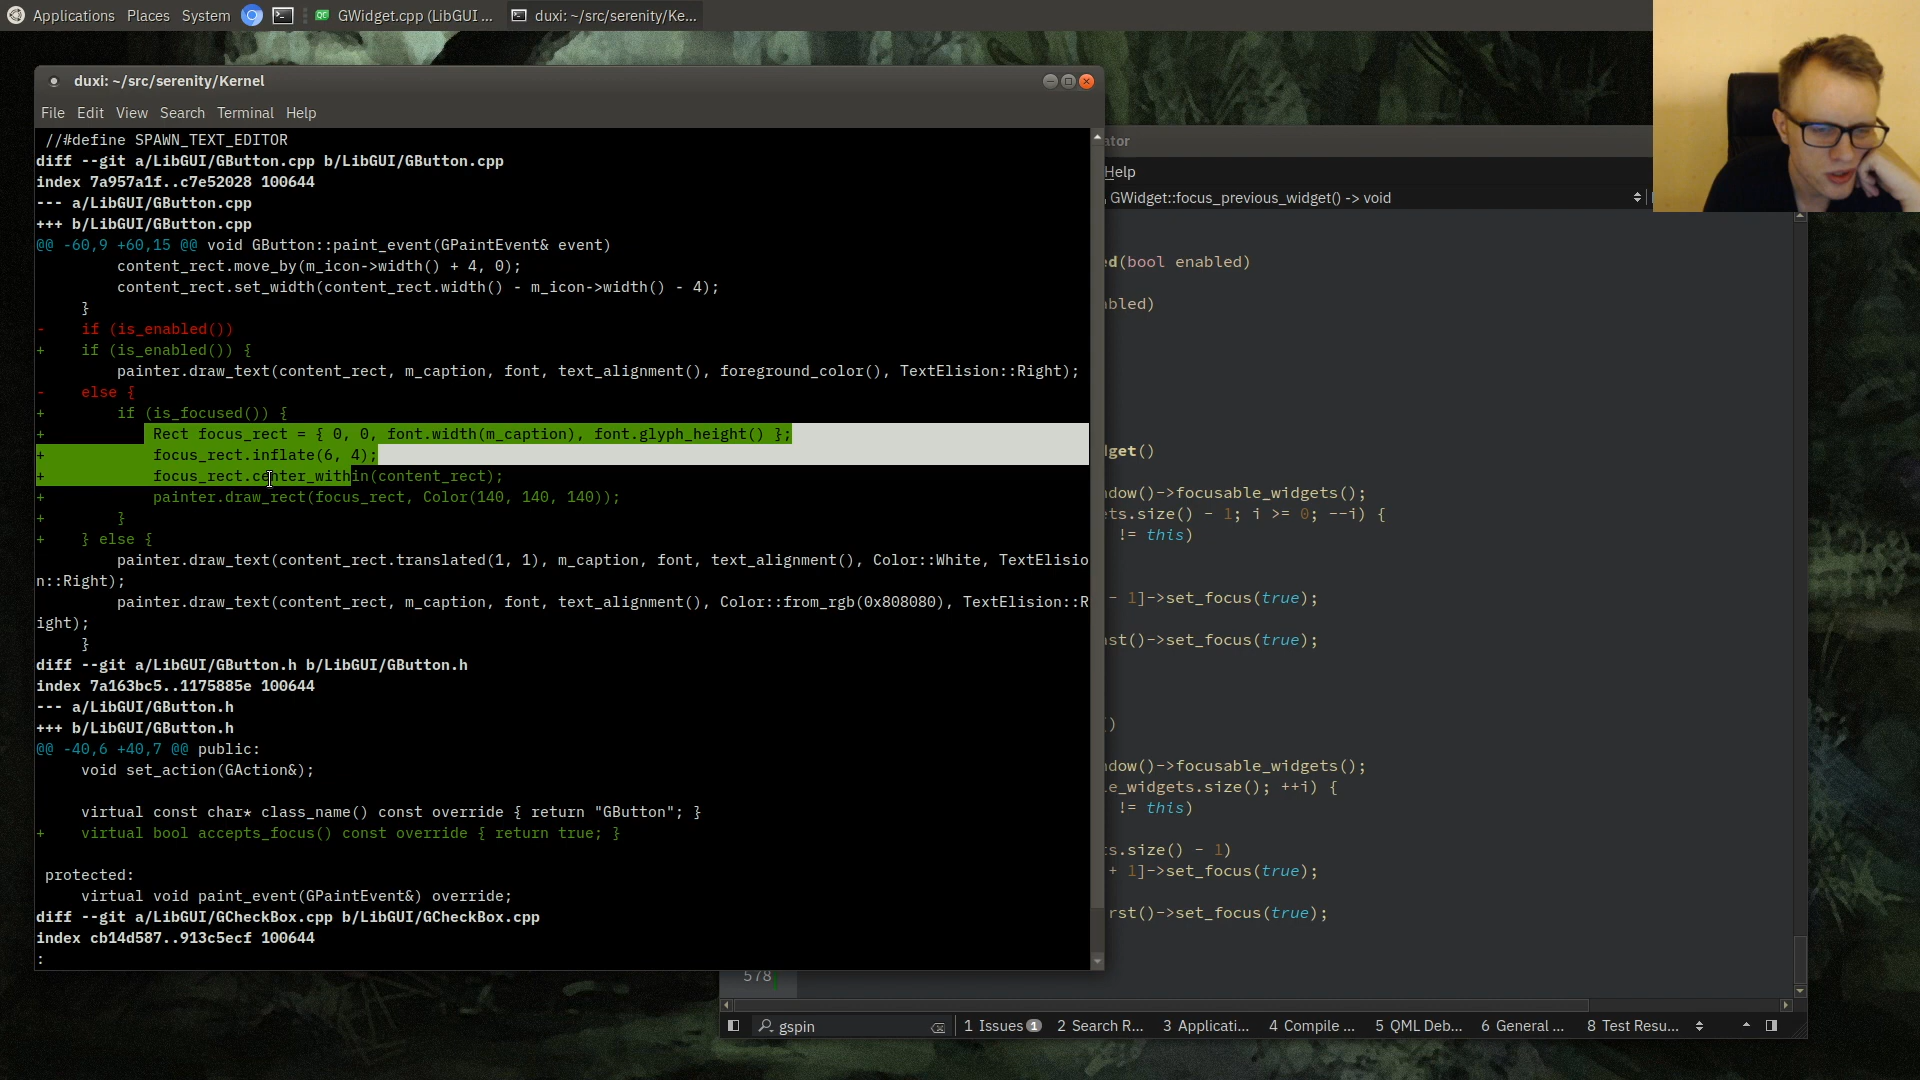 Applications Places System GWidget.cpp (LibGUI ... duxi: ~/src/serenity/Ke...
duxi: ~/src/serenity/Kernel
File Edit View Search Terminal Help
//#define SPAWN_TEXT_EDITOR
diff --git a/LibGUI/GButton.cpp b/LibGUI/GButton.cpp
index 7a957a1f..c7e52028 100644
--- a/LibGUI/GButton.cpp
+++ b/LibGUI/GButton.cpp
@@ -60,9 +60,15 @@ void GButton::paint_event(GPaintEvent& event)
content_rect.move_by(m_icon->width() + 4, 0);
content_rect.set_width(content_rect.width() - m_icon->width() - 4);
}
- if (is_enabled())
+ if (is_enabled()) {
painter.draw_text(content_rect, m_caption, font, text_alignment(), foreground_color(), TextElision::Right);
- else {
+ if (is_focused()) {
+ Rect focus_rect = { 0, 0, font.width(m_caption), font.glyph_height() };
+ focus_rect.inflate(6, 4);
+ focus_rect.center_within(content_rect);
+ painter.draw_rect(focus_rect, Color(140, 140, 140));
+ }
+ } else {
painter.draw_text(content_rect.translated(1, 1), m_caption, font, text_alignment(), Color::White, TextElisio
n::Right);
painter.draw_text(content_rect, m_caption, font, text_alignment(), Color::from_rgb(0x808080), TextElision::R
ight);
}
diff --git a/LibGUI/GButton.h b/LibGUI/GButton.h
index 7a163bc5..1175885e 100644
--- a/LibGUI/GButton.h
+++ b/LibGUI/GButton.h
@@ -40,6 +40,7 @@ public:
void set_action(GAction&);
virtual const char* class_name() const override { return "GButton"; }
+ virtual bool accepts_focus() const override { return true; }
protected:
virtual void paint_event(GPaintEvent&) override;
diff --git a/LibGUI/GCheckBox.cpp b/LibGUI/GCheckBox.cpp
index cb14d587..913c5ecf 100644
:
ator
Help
GWidget::focus_previous_widget() -> void
ed(bool enabled)
abled)
dget()
ndow()->focusable_widgets();
ets.size() - 1; i >= 0; --i) {
!= this)
- 1]->set_focus(true);
ast()->set_focus(true);
()
ndow()->focusable_widgets();
le_widgets.size(); ++i) {
!= this)
ts.size() - 1)
+ 1]->set_focus(true);
rst()->set_focus(true);
578
gspin 1 Issues 1 2 Search R... 3 Applicati... 4 Compile ... 5 QML Deb... 6 General ... 8 Test Resu...